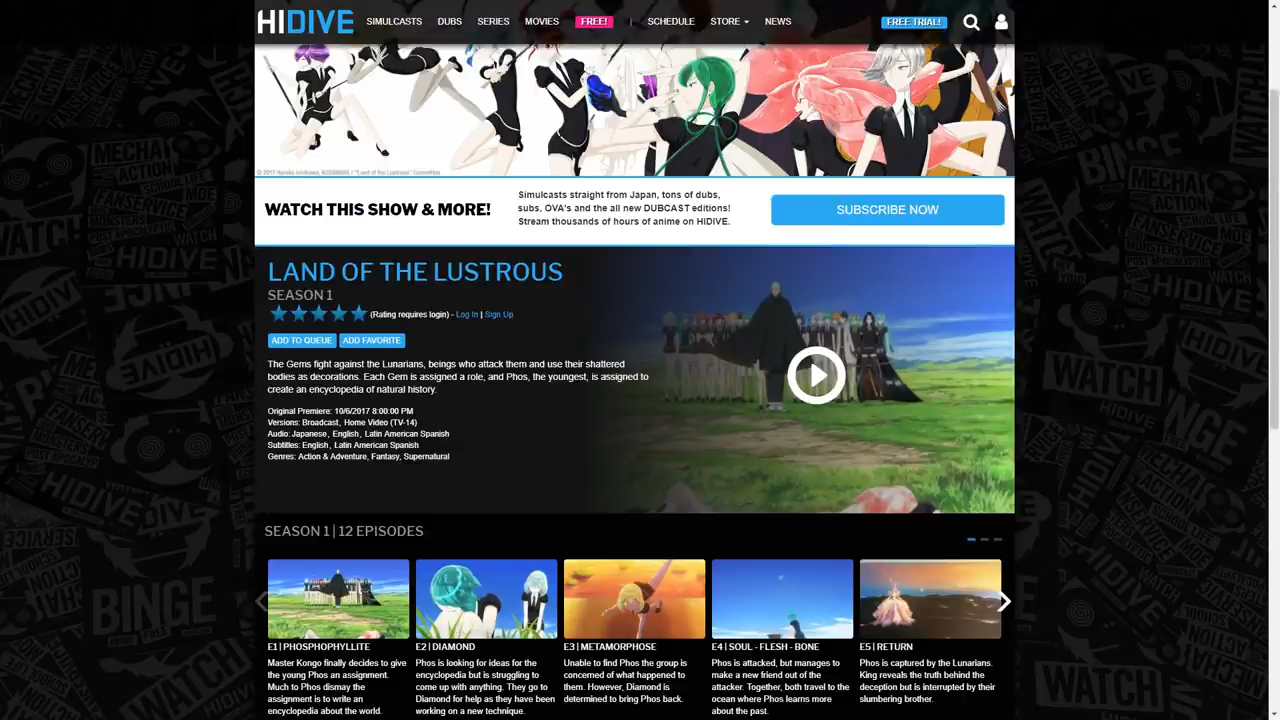 HIDIVE SIMULCASTS DUBS SERIES MOVIES FREE! | SCHEDULE STORE NEWS FREE TRIAL!
© 2017 Haruko Ichikawa, KODANSHA / "Land of the Lustrous" Committee
WATCH THIS SHOW & MORE!
Simulcasts straight from Japan, tons of dubs,
subs, OVA's and the all new DUBCAST editions!
Stream thousands of hours of anime on HIDIVE.
SUBSCRIBE NOW
LAND OF THE LUSTROUS
SEASON 1
(Rating requires login) - Log In | Sign Up
ADD TO QUEUE ADD FAVORITE
The Gems fight against the Lunarians, beings who attack them and use their shattered
bodies as decorations. Each Gem is assigned a role, and Phos, the youngest, is assigned to
create an encyclopedia of natural history.
Original Premiere: 10/6/2017 8:00:00 PM
Versions: Broadcast, Home Video (TV-14)
Audio: Japanese, English, Latin American Spanish
Subtitles: English, Latin American Spanish
Genres: Action & Adventure, Fantasy, Supernatural
SEASON 1 | 12 EPISODES
E1 | PHOSPHOPHYLLITE
Master Kongo finally decides to give
the young Phos an assignment.
Much to Phos dismay the
assignment is to write an
encyclopedia about the world.
E2 | DIAMOND
Phos is looking for ideas for the
encyclopedia but is struggling to
come up with anything. They go to
Diamond for help as they have been
working on a new technique.
E3 | METAMORPHOSE
Unable to find Phos the group is
concerned of what happened to
them. However, Diamond is
determined to bring Phos back.
E4 | SOUL - FLESH - BONE
Phos is attacked, but manages to
make a new friend out of the
attacker. Together, both travel to the
ocean where Phos learns more
about the past.
E5 | RETURN
Phos is captured by the Lunarians.
King reveals the truth behind the
deception but is interrupted by their
slumbering brother.